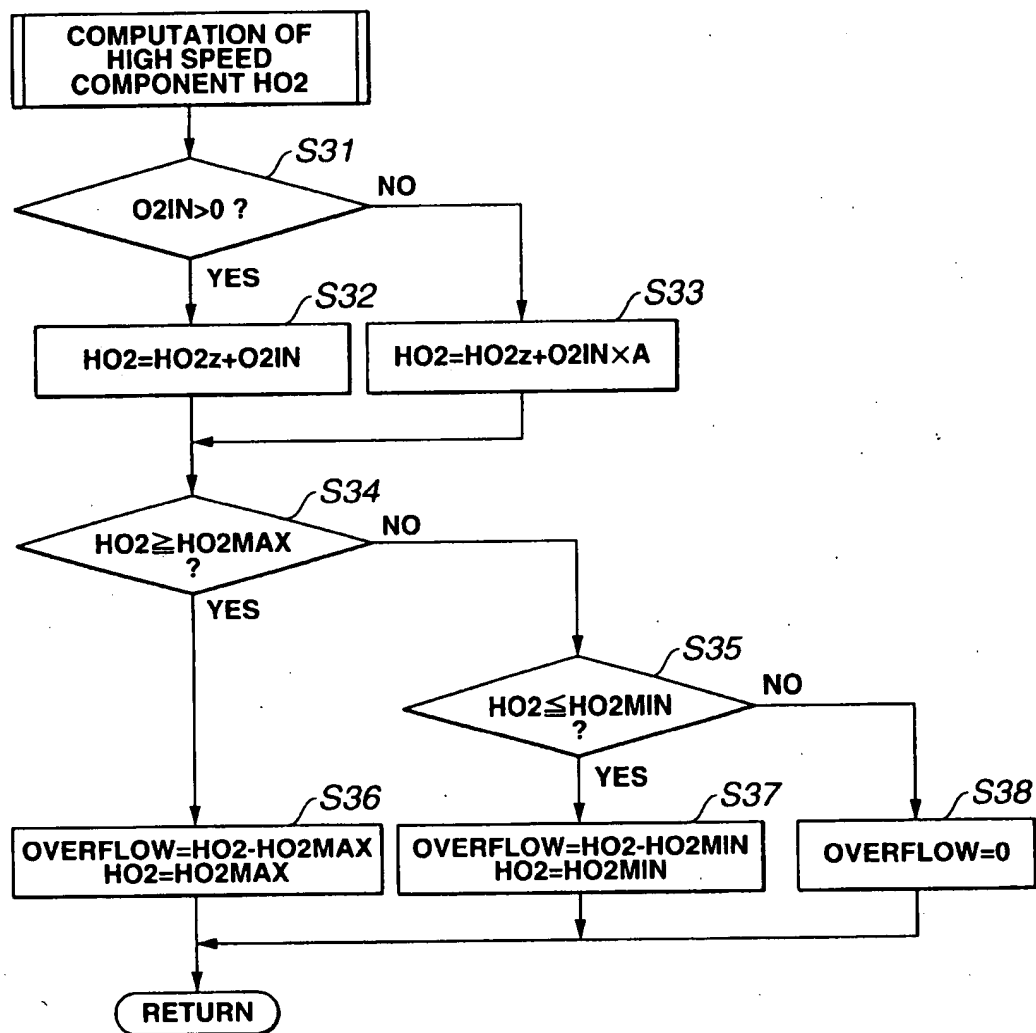 COMPUTATION OF
HIGH SPEED
COMPONENT HO2
S31
O2IN>0 ?
NO
YES
S32
S33
HO2=HO2z+O2IN
HO2=HO2z+O2IN×A
S34
HO2≧HO2MAX
?
NO
YES
S35
HO2≦HO2MIN
?
NO
YES
S36
S37
S38
OVERFLOW=HO2-HO2MAX
HO2=HO2MAX
OVERFLOW=HO2-HO2MIN
HO2=HO2MIN
OVERFLOW=0
RETURN